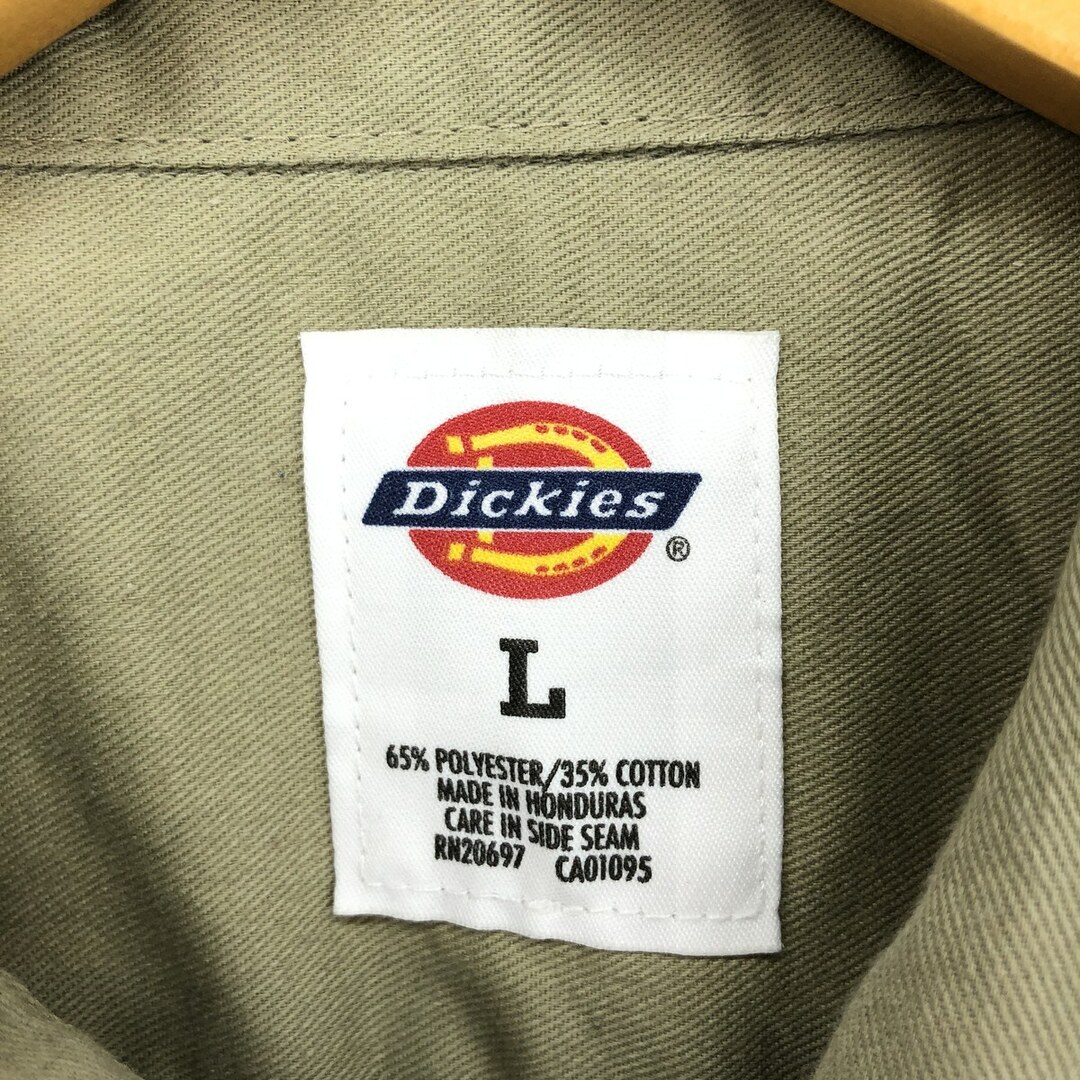 Dickies
®
L
65% POLYESTER/35% COTTON
MADE IN HONDURAS
CARE IN SIDE SEAM
RN20697 CA01095